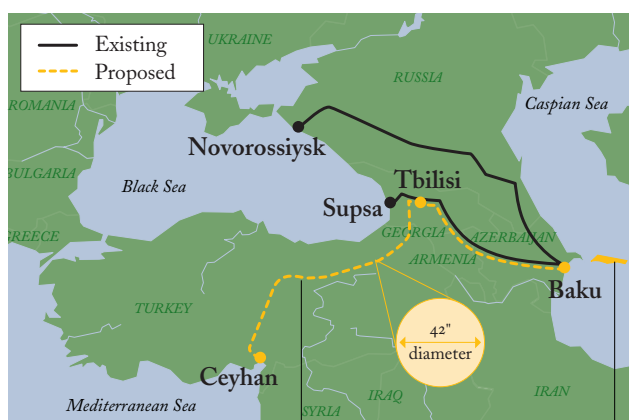 Existing
Proposed
UKRAINE
RUSSIA
ROMANIA
Caspian Sea
Novorossiysk
BULGARIA
Black Sea
Tbilisi
Supsa
GEORGIA
AZERBAIJAN
GREECE
ARMENIA
Baku
TURKEY
42"
diameter
Ceyhan
IRAQ
IRAN
Mediterranean Sea
SYRIA